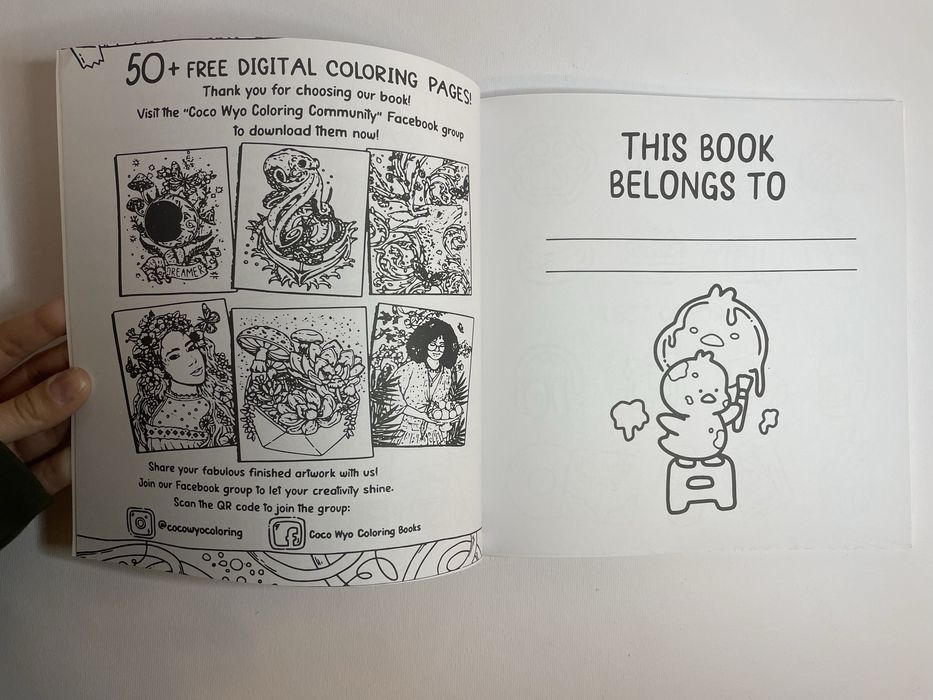 50+ FREE DIGITAL COLORING PAGES!
Thank you for choosing our book!
Visit the "Coco Wyo Coloring Community" Facebook group
to download them now!
DREAMER
Share your fabulous finished artwork with us!
Join our Facebook group to let your creativity shine.
Scan the QR code to join the group:
@cocowyocoloring
Coco Wyo Coloring Books
THIS BOOK
BELONGS TO